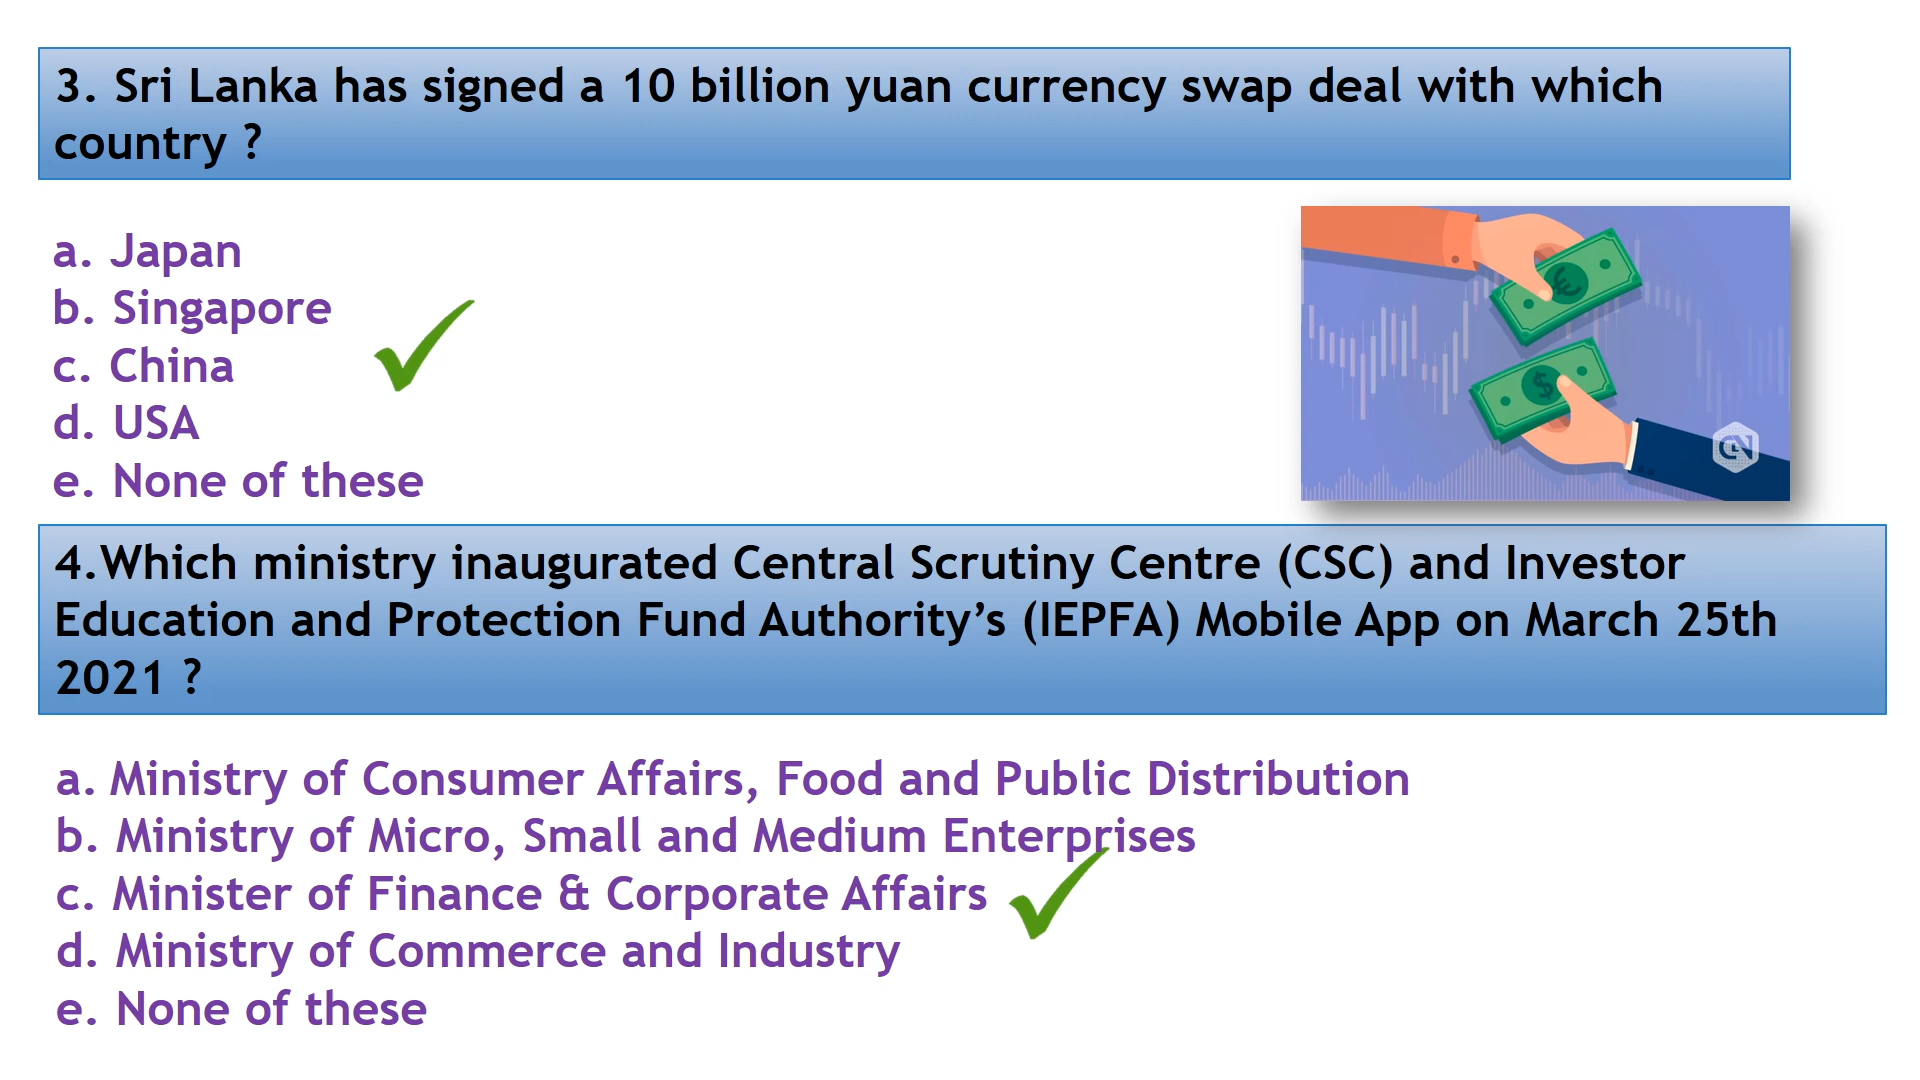 3. Sri Lanka has signed a 10 billion yuan currency swap deal with which
country ?
a. Japan
b. Singapore
c. China
d. USA
e. None of these
4.Which ministry inaugurated Central Scrutiny Centre (CSC) and Investor
Education and Protection Fund Authority’s (IEPFA) Mobile App on March 25th
2021 ?
a. Ministry of Consumer Affairs, Food and Public Distribution
b. Ministry of Micro, Small and Medium Enterprises
c. Minister of Finance & Corporate Affairs
d. Ministry of Commerce and Industry
e. None of these